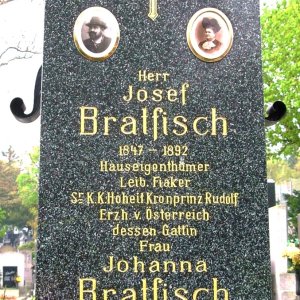 Herr
Josef
Bratfisch
1847 - 1892
Hauseigenthümer
Leib. Fiaker
Sr K.K. Hoheit Kronprinz Rudolf
Erzh. v. Österreich
dessen Gattin
Frau
Johanna
Bratfisch